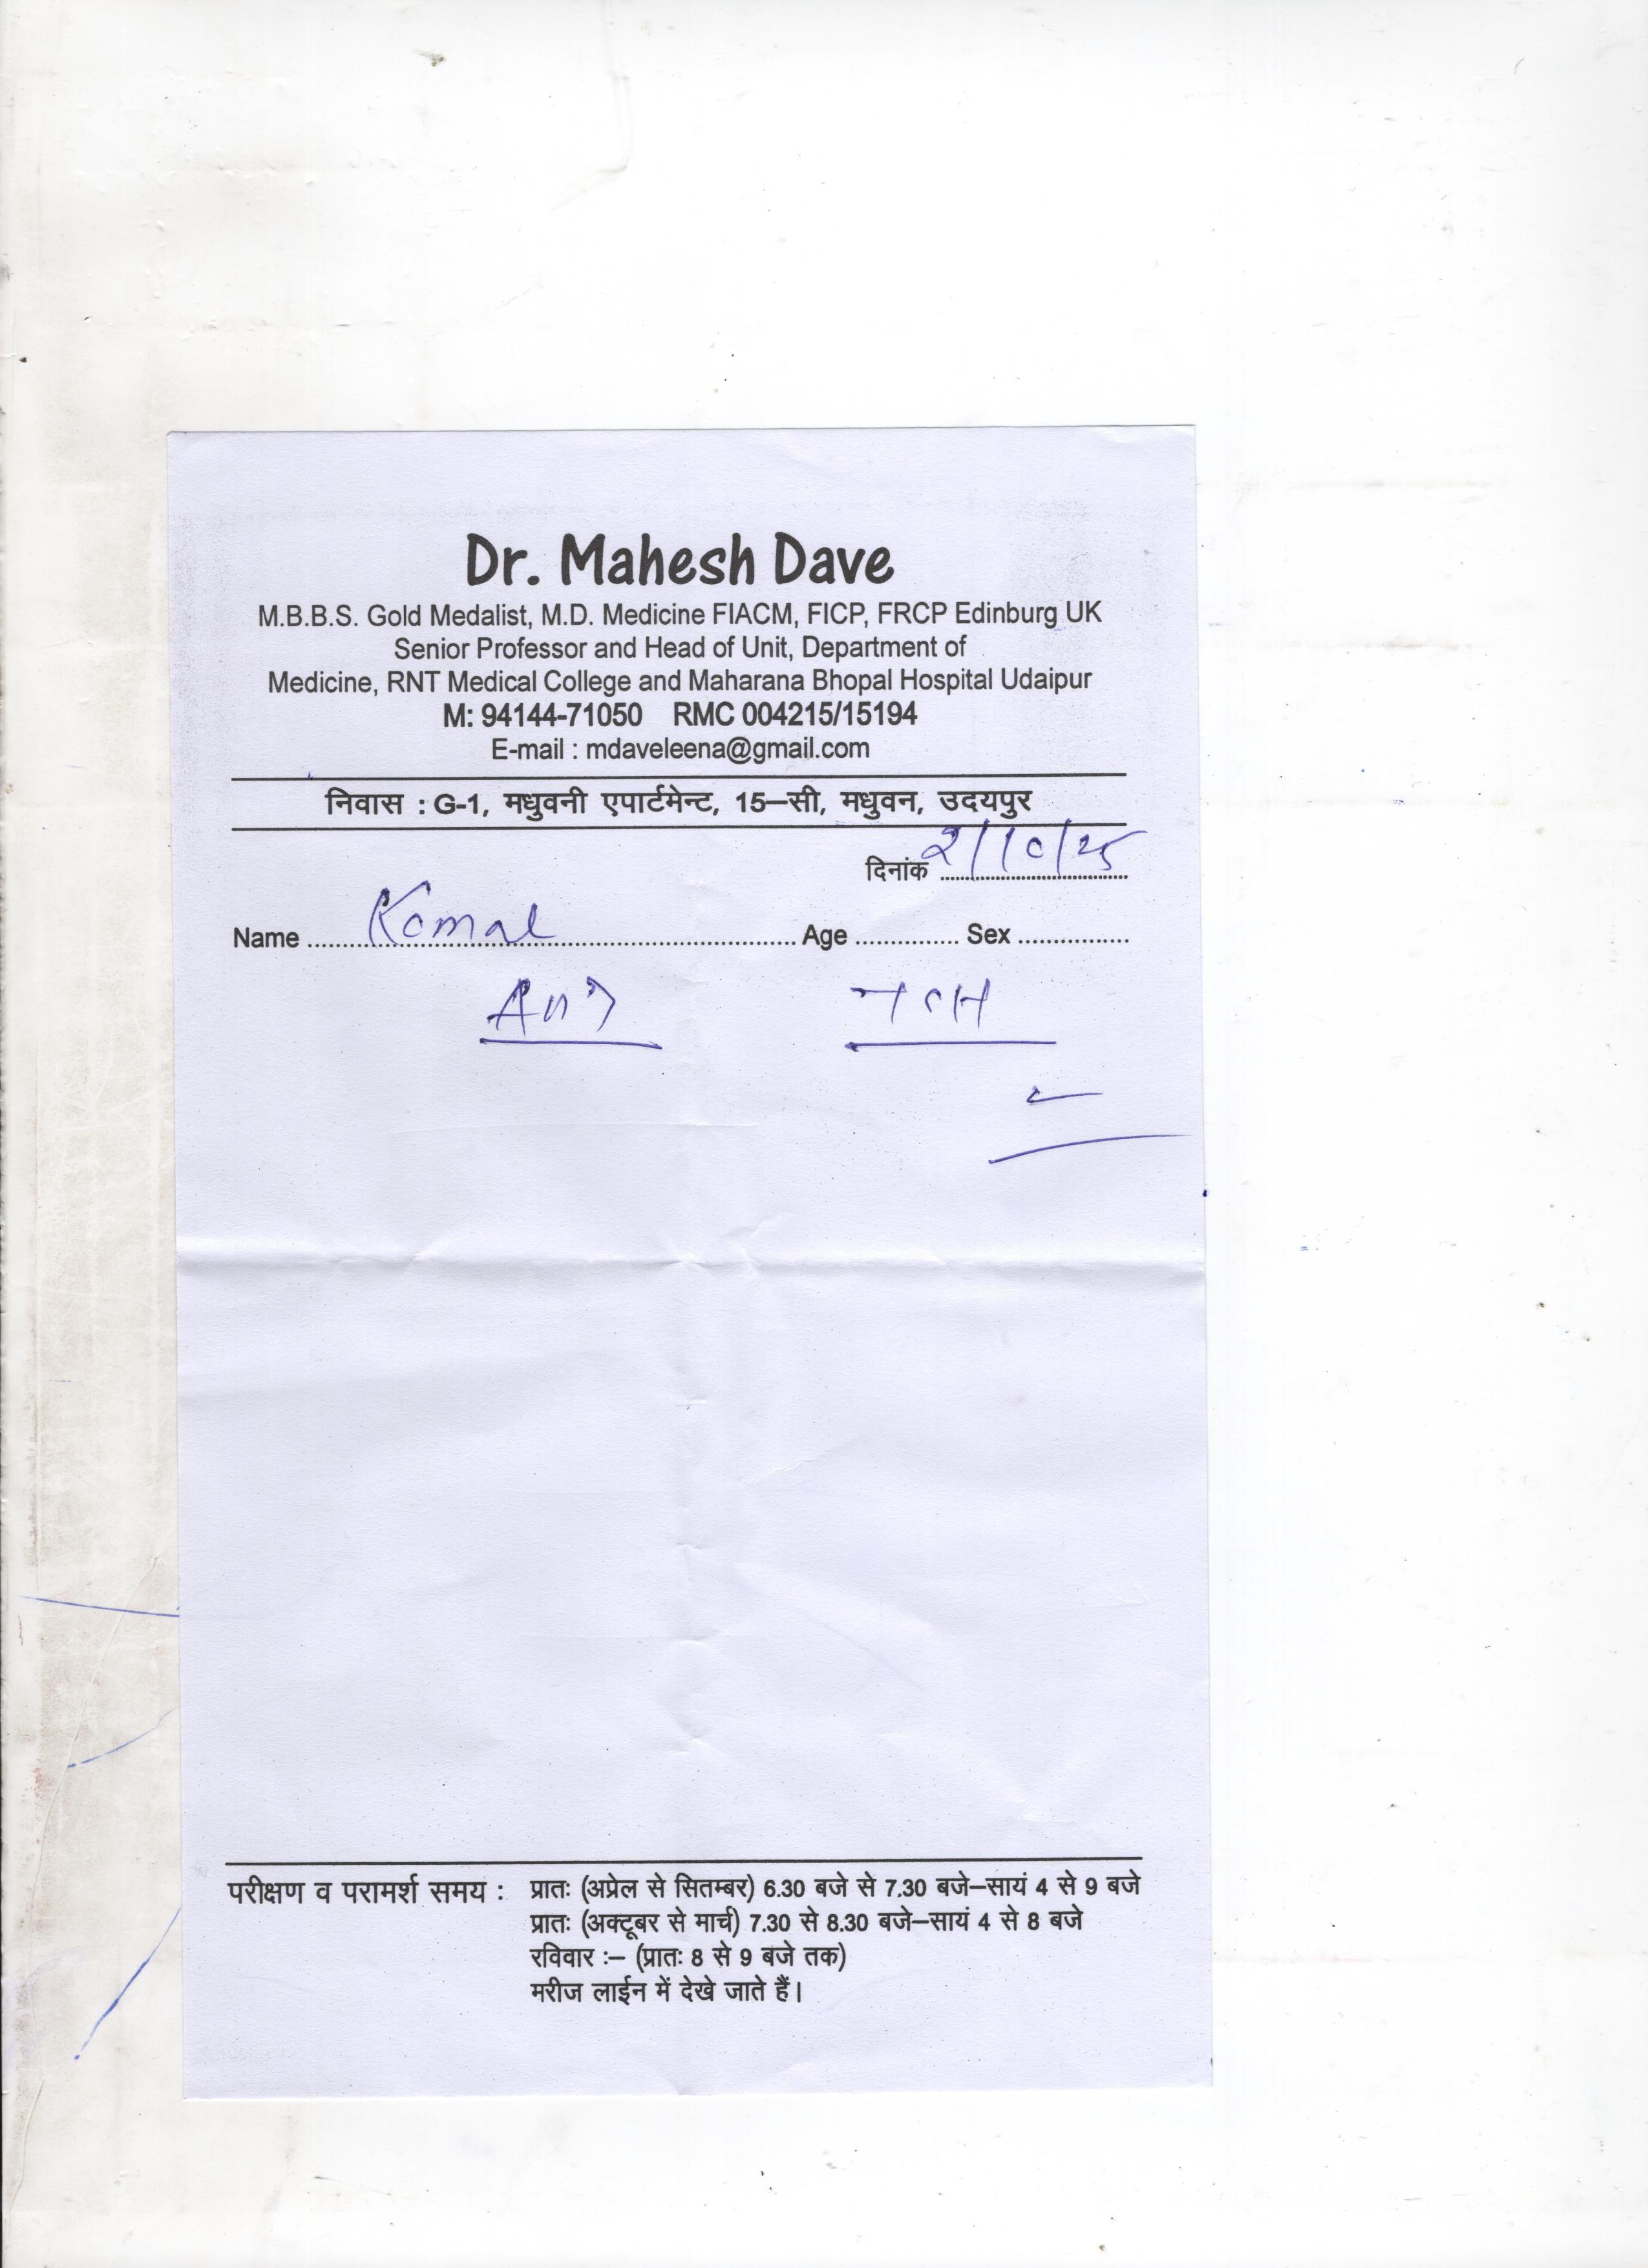 Dr. Mahesh Dave
M.B.B.S. Gold Medalist, M.D. Medicine FIACM, FICP, FRCP Edinburg UK
Senior Professor and Head of Unit, Department of
Medicine, RNT Medical College and Maharana Bhopal Hospital Udaipur
M: 94144-71050 RMC 004215/15194
E-mail : mdaveleena@gmail.com
निवास : G-1, मधुवनी एपार्टमेन्ट, 15–सी, मधुवन, उदयपुर
दिनांक 2/10/25
Name Komal Age Sex
परीक्षण व परामर्श समय : प्रातः (अप्रेल से सितम्बर) 6.30 बजे से 7.30 बजे–सायं 4 से 9 बजे
प्रातः (अक्टूबर से मार्च) 7.30 से 8.30 बजे–सायं 4 से 8 बजे
रविवार :– (प्रातः 8 से 9 बजे तक)
मरीज लाईन में देखे जाते हैं।